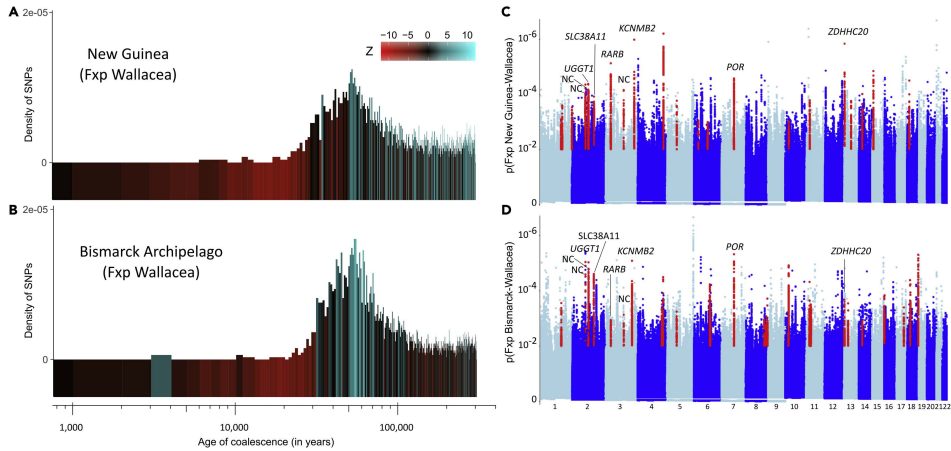 A
2e-05
New Guinea
(Fxp Wallacea)
Z
−10 −5 0 5 10
Density of SNPs
0
B
2e-05
Bismarck Archipelago
(Fxp Wallacea)
Density of SNPs
0
1,000 10,000 100,000
Age of coalescence (in years)
C
p(Fxp New Guinea-Wallacea)
10-6
10-4
10-2
0
KCNMB2
SLC38A11
RARB
UGGT1
NC
NC
NC
POR
ZDHHC20
D
p(Fxp Bismarck-Wallacea)
10-6
10-4
10-2
0
SLC38A11
UGGT1
KCNMB2
NC
NC
RARB
NC
POR
ZDHHC20
1 2 3 4 5 6 7 8 9 10 11 12 13 14 15 16 17 18 19 20 21 22